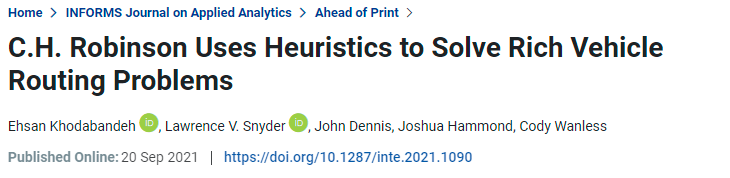 Home > INFORMS Journal on Applied Analytics > Ahead of Print >
C.H. Robinson Uses Heuristics to Solve Rich Vehicle
Routing Problems
Ehsan Khodabandeh iD, Lawrence V. Snyder iD, John Dennis, Joshua Hammond, Cody Wanless
Published Online: 20 Sep 2021 | https://doi.org/10.1287/inte.2021.1090